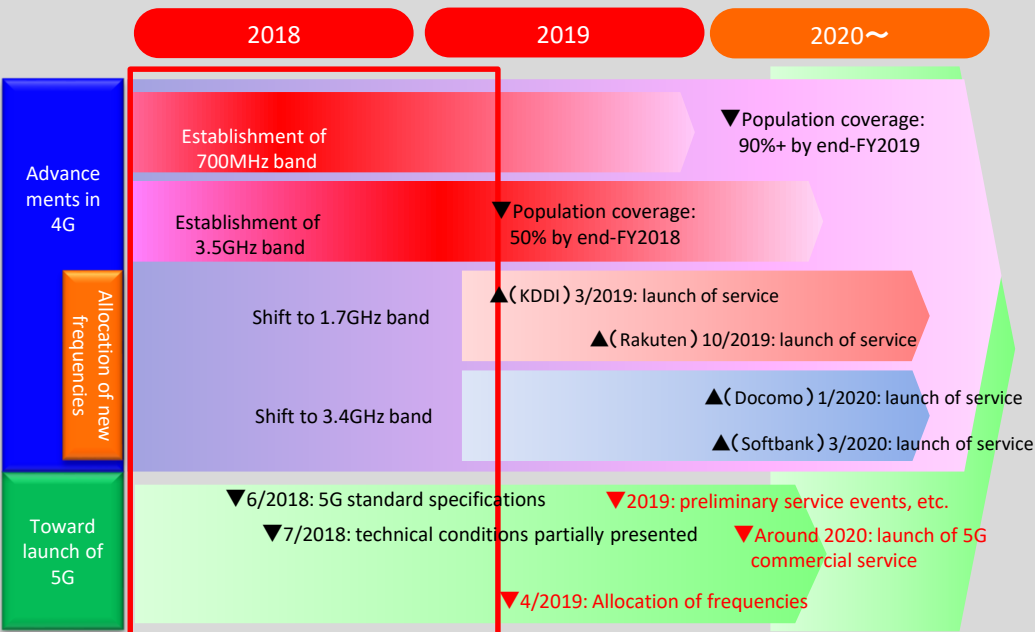 2018
2019
2020～
Advance
ments in
4G
Establishment of
700MHz band
▼Population coverage:
90%+ by end-FY2019
Establishment of
3.5GHz band
▼Population coverage:
50% by end-FY2018
Allocation of new
frequencies
Shift to 1.7GHz band
▲(KDDI) 3/2019: launch of service
▲(Rakuten) 10/2019: launch of service
Shift to 3.4GHz band
▲(Docomo) 1/2020: launch of service
▲(Softbank) 3/2020: launch of service
Toward
launch of
5G
▼6/2018: 5G standard specifications
▼2019: preliminary service events, etc.
▼7/2018: technical conditions partially presented
▼Around 2020: launch of 5G
commercial service
▼4/2019: Allocation of frequencies